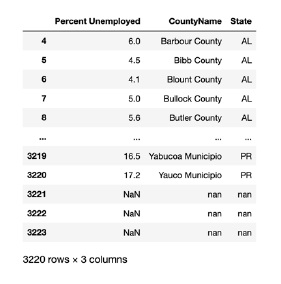 Percent Unemployed CountyName State
4 6.0 Barbour County AL
5 4.5 Bibb County AL
6 4.1 Blount County AL
7 5.0 Bullock County AL
8 5.6 Butler County AL
... ... ... ...
3219 16.5 Yabucoa Municipio PR
3220 17.2 Yauco Municipio PR
3221 NaN nan nan
3222 NaN nan nan
3223 NaN nan nan
3220 rows × 3 columns